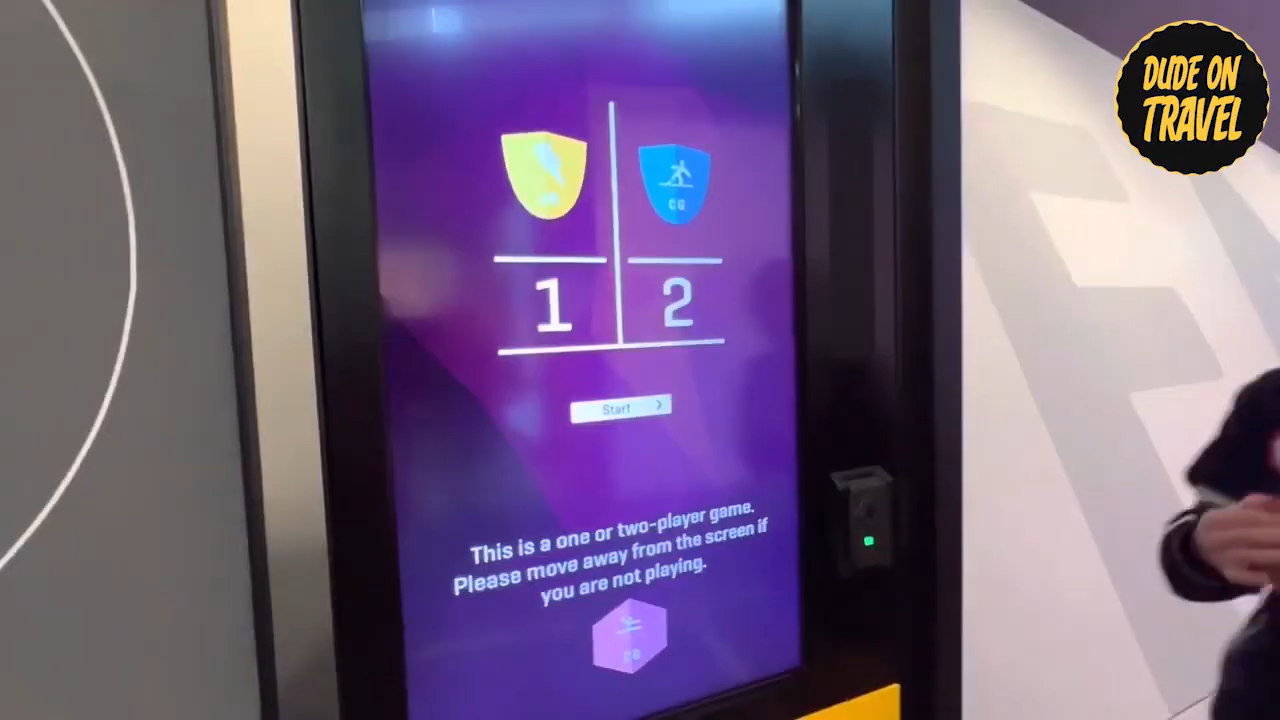 DUDE ON
TRAVEL
CG
1
2
Start
This is a one or two-player game.
Please move away from the screen if
you are not playing.